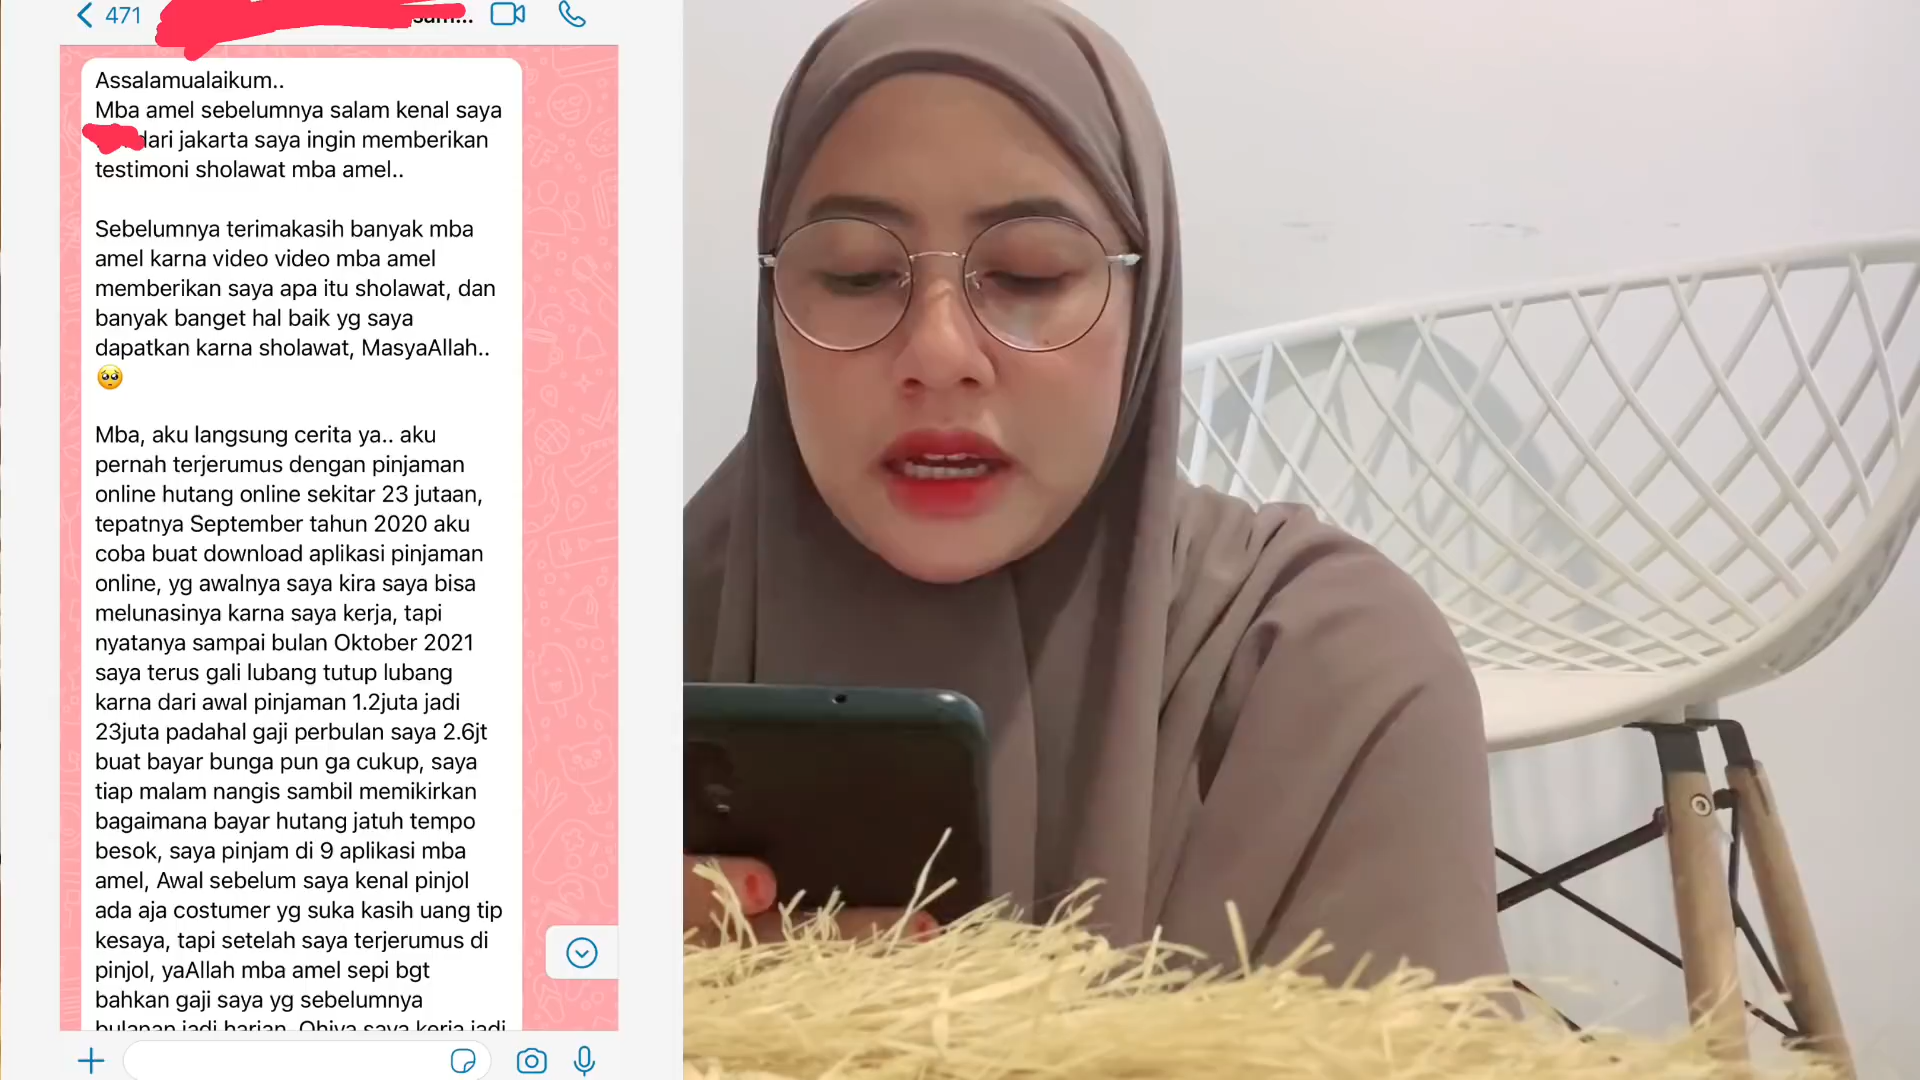 471
Assalamualaikum..
Mba amel sebelumnya salam kenal saya
dari jakarta saya ingin memberikan
testimoni sholawat mba amel..
Sebelumnya terimakasih banyak mba
amel karna video video mba amel
memberikan saya apa itu sholawat, dan
banyak banget hal baik yg saya
dapatkan karna sholawat, MasyaAllah..
🥺
Mba, aku langsung cerita ya.. aku
pernah terjerumus dengan pinjaman
online hutang online sekitar 23 jutaan,
tepatnya September tahun 2020 aku
coba buat download aplikasi pinjaman
online, yg awalnya saya kira saya bisa
melunasinya karna saya kerja, tapi
nyatanya sampai bulan Oktober 2021
saya terus gali lubang tutup lubang
karna dari awal pinjaman 1.2juta jadi
23juta padahal gaji perbulan saya 2.6jt
buat bayar bunga pun ga cukup, saya
tiap malam nangis sambil memikirkan
bagaimana bayar hutang jatuh tempo
besok, saya pinjam di 9 aplikasi mba
amel, Awal sebelum saya kenal pinjol
ada aja costumer yg suka kasih uang tip
kesaya, tapi setelah saya terjerumus di
pinjol, yaAllah mba amel sepi bgt
bahkan gaji saya yg sebelumnya
bulanan jadi harian. Ohiya saya kerja jadi